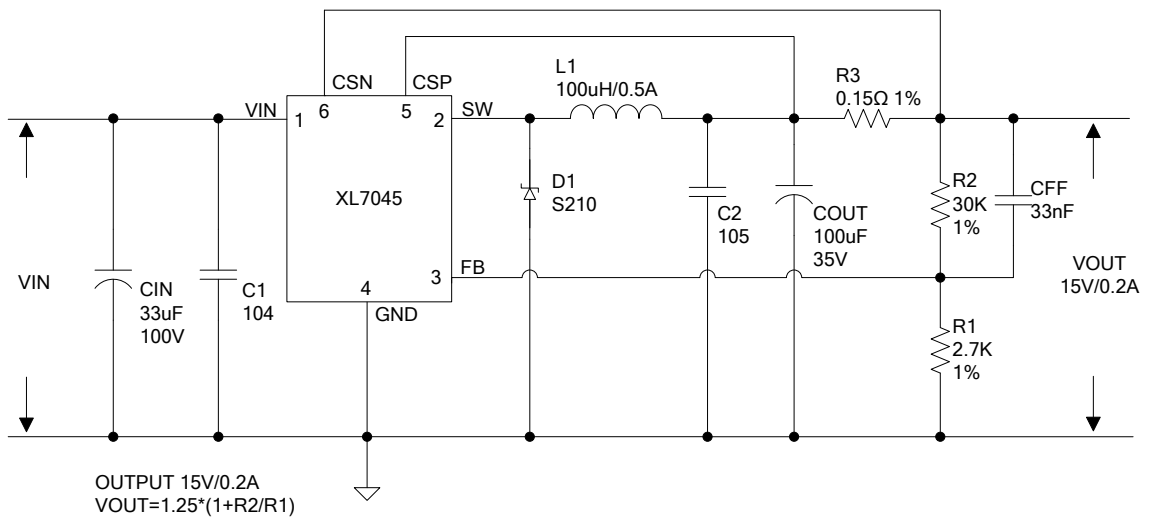 CSN
CSP
6
5
VIN
1
2
SW
XL7045
3
FB
4
GND
L1
100uH/0.5A
R3
0.15Ω 1%
D1
S210
C2
105
COUT
100uF
35V
R2
30K
1%
CFF
33nF
R1
2.7K
1%
VIN
CIN
33uF
100V
C1
104
VOUT
15V/0.2A
OUTPUT 15V/0.2A
VOUT=1.25*(1+R2/R1)